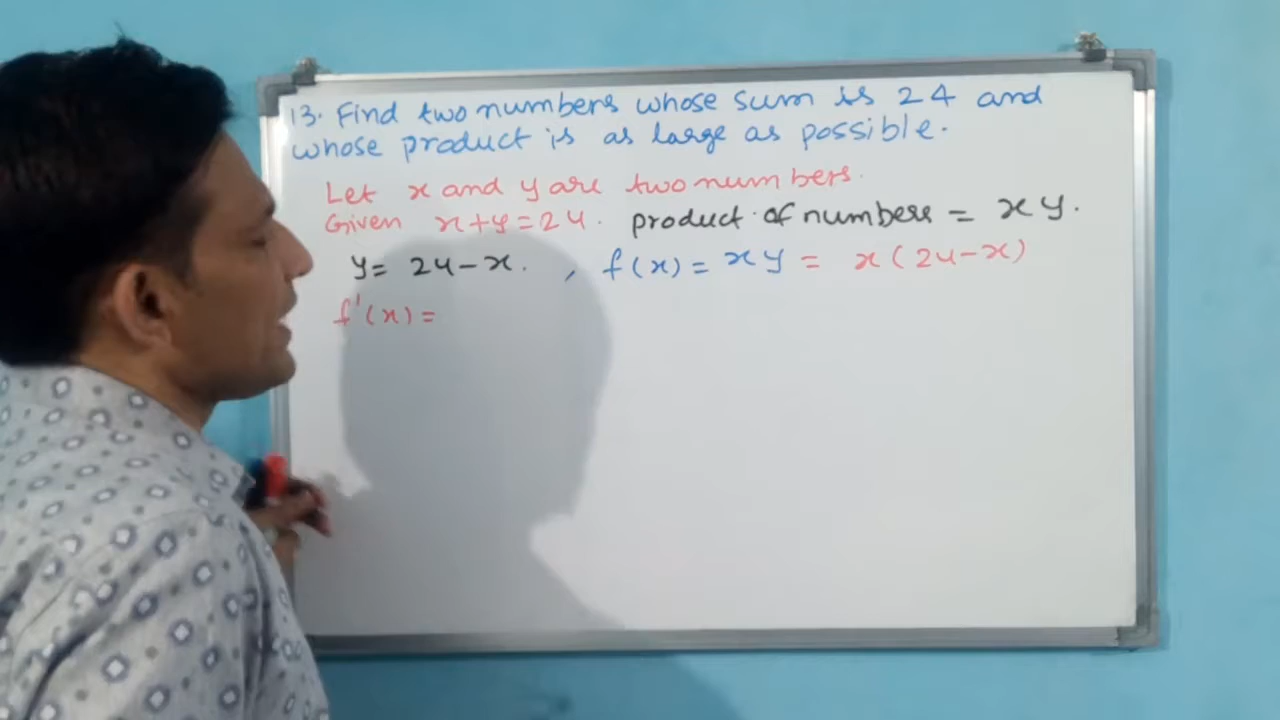 13. Find two numbers whose sum is 24 and
whose product is as large as possible.
Let x and y are two numbers.
Given x+y=24. product of numbers = xy.
y= 24-x. , f(x)= xy = x(24-x)
f'(x)=